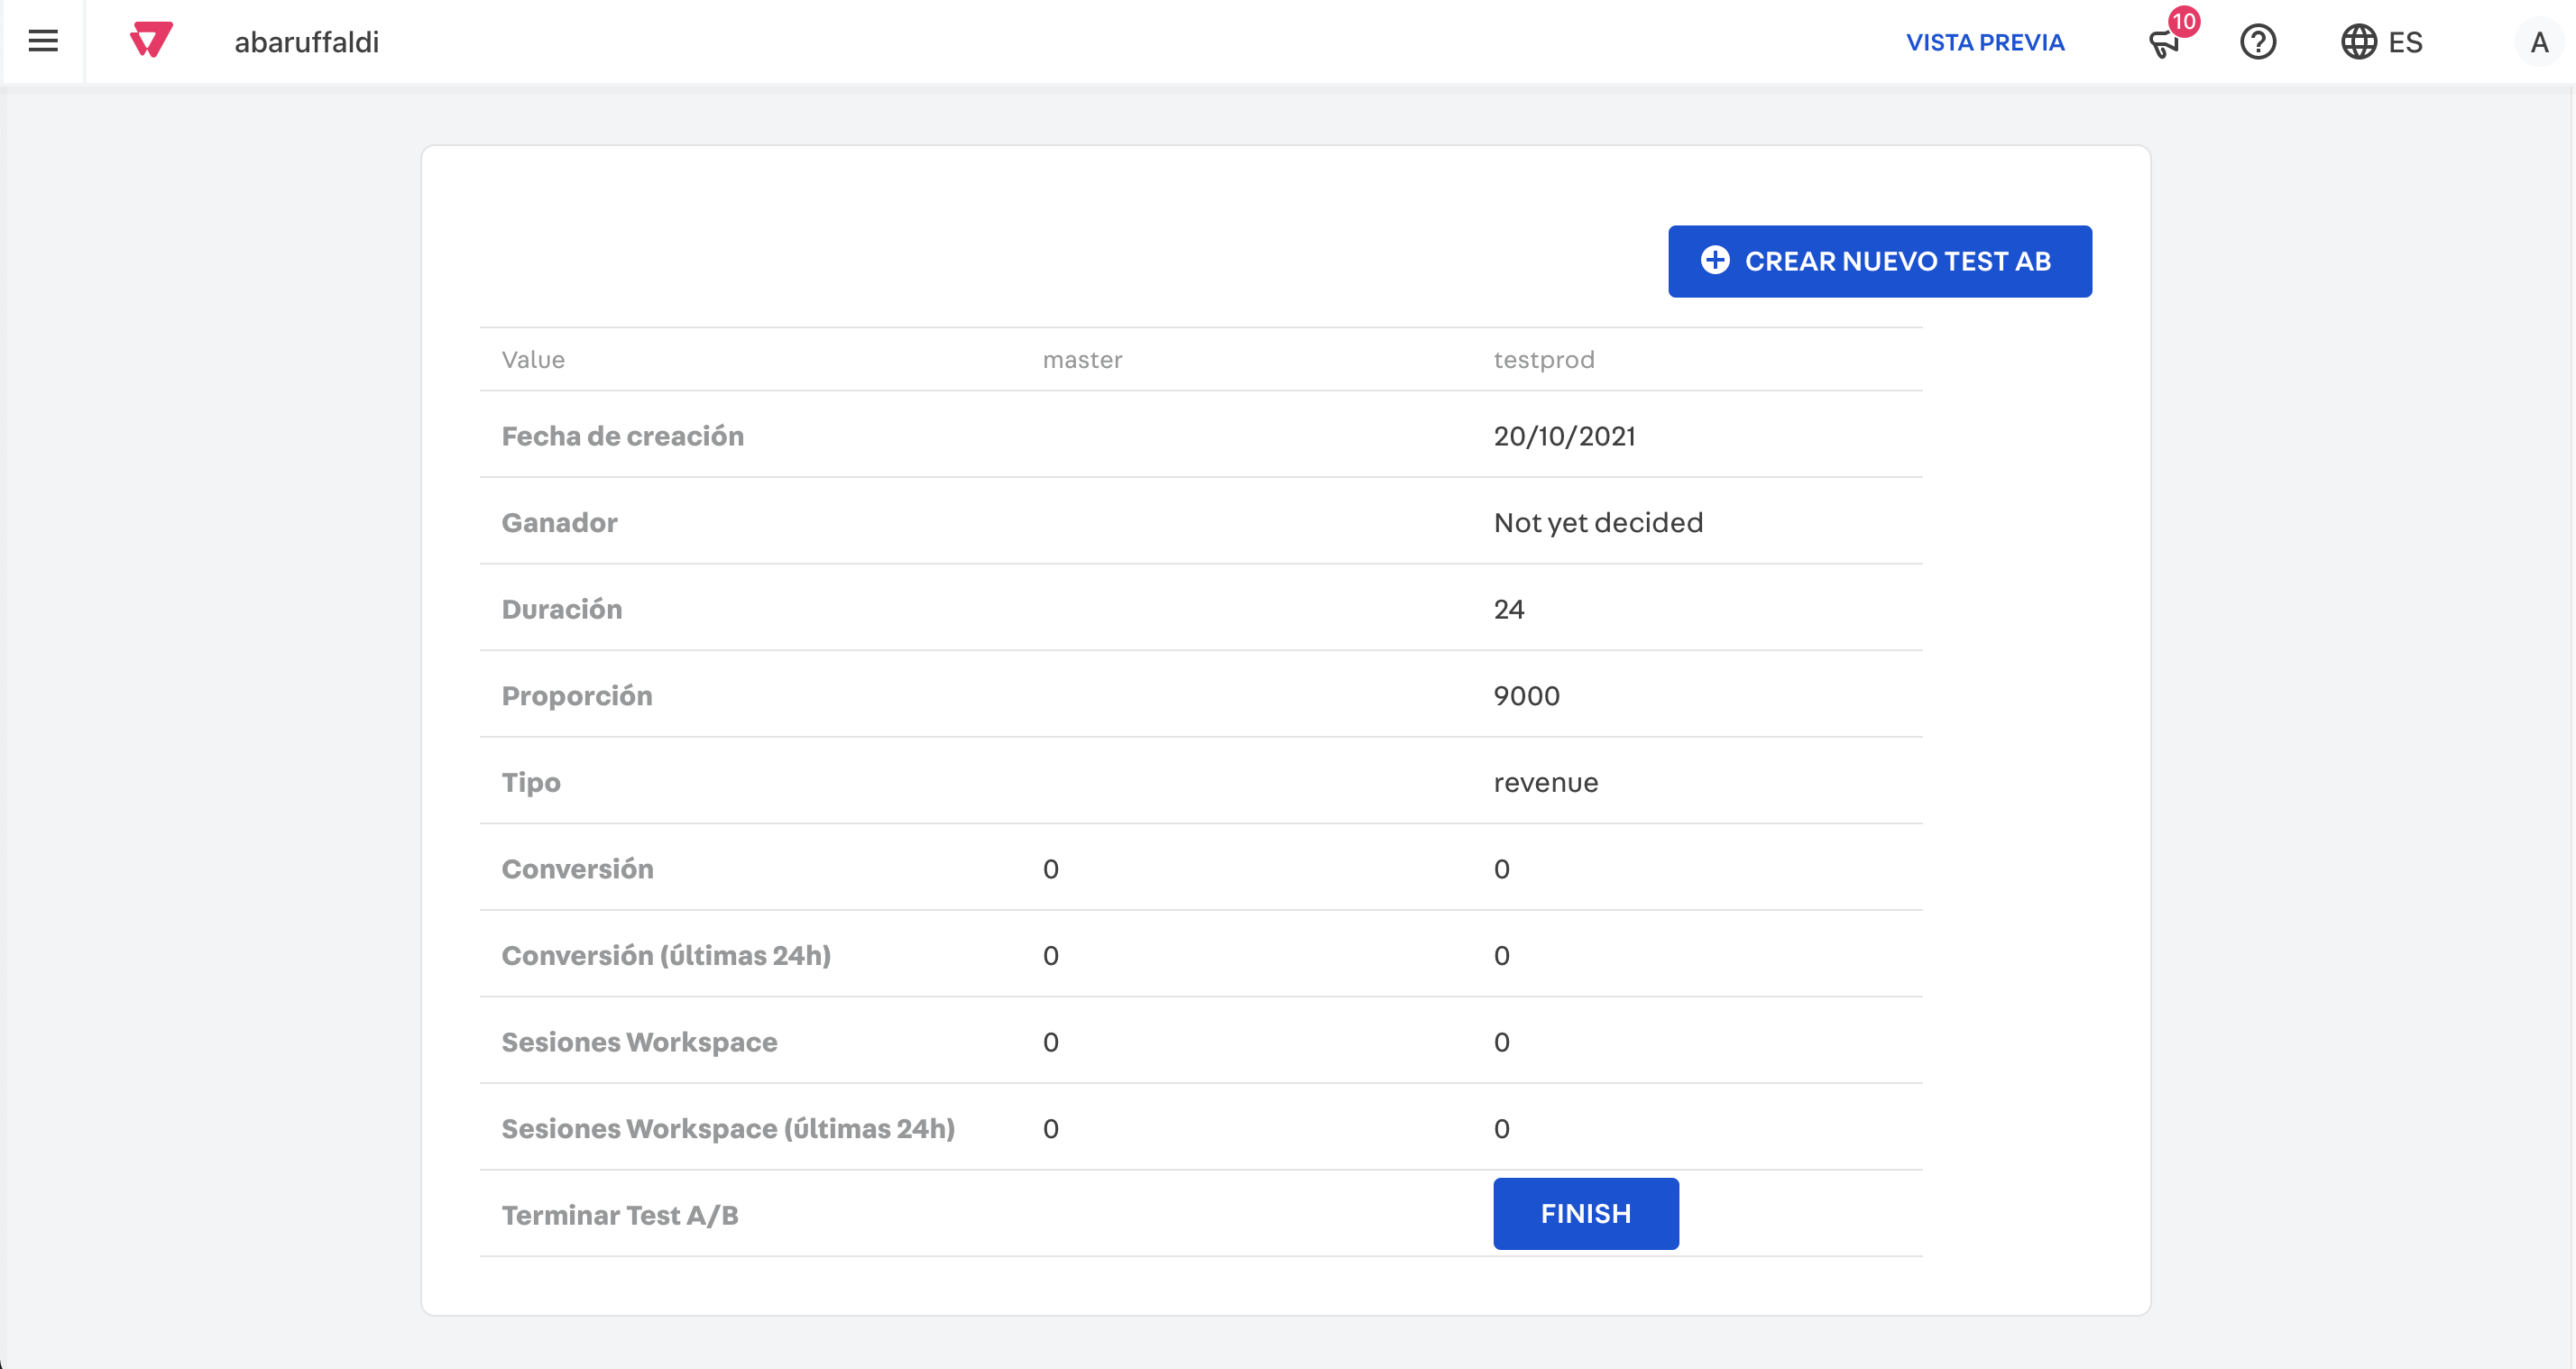 abaruffaldi VISTA PREVIA 10 ES A
CREAR NUEVO TEST AB
Value master testprod
Fecha de creación 20/10/2021
Ganador Not yet decided
Duración 24
Proporción 9000
Tipo revenue
Conversión 0 0
Conversión (últimas 24h) 0 0
Sesiones Workspace 0 0
Sesiones Workspace (últimas 24h) 0 0
Terminar Test A/B FINISH